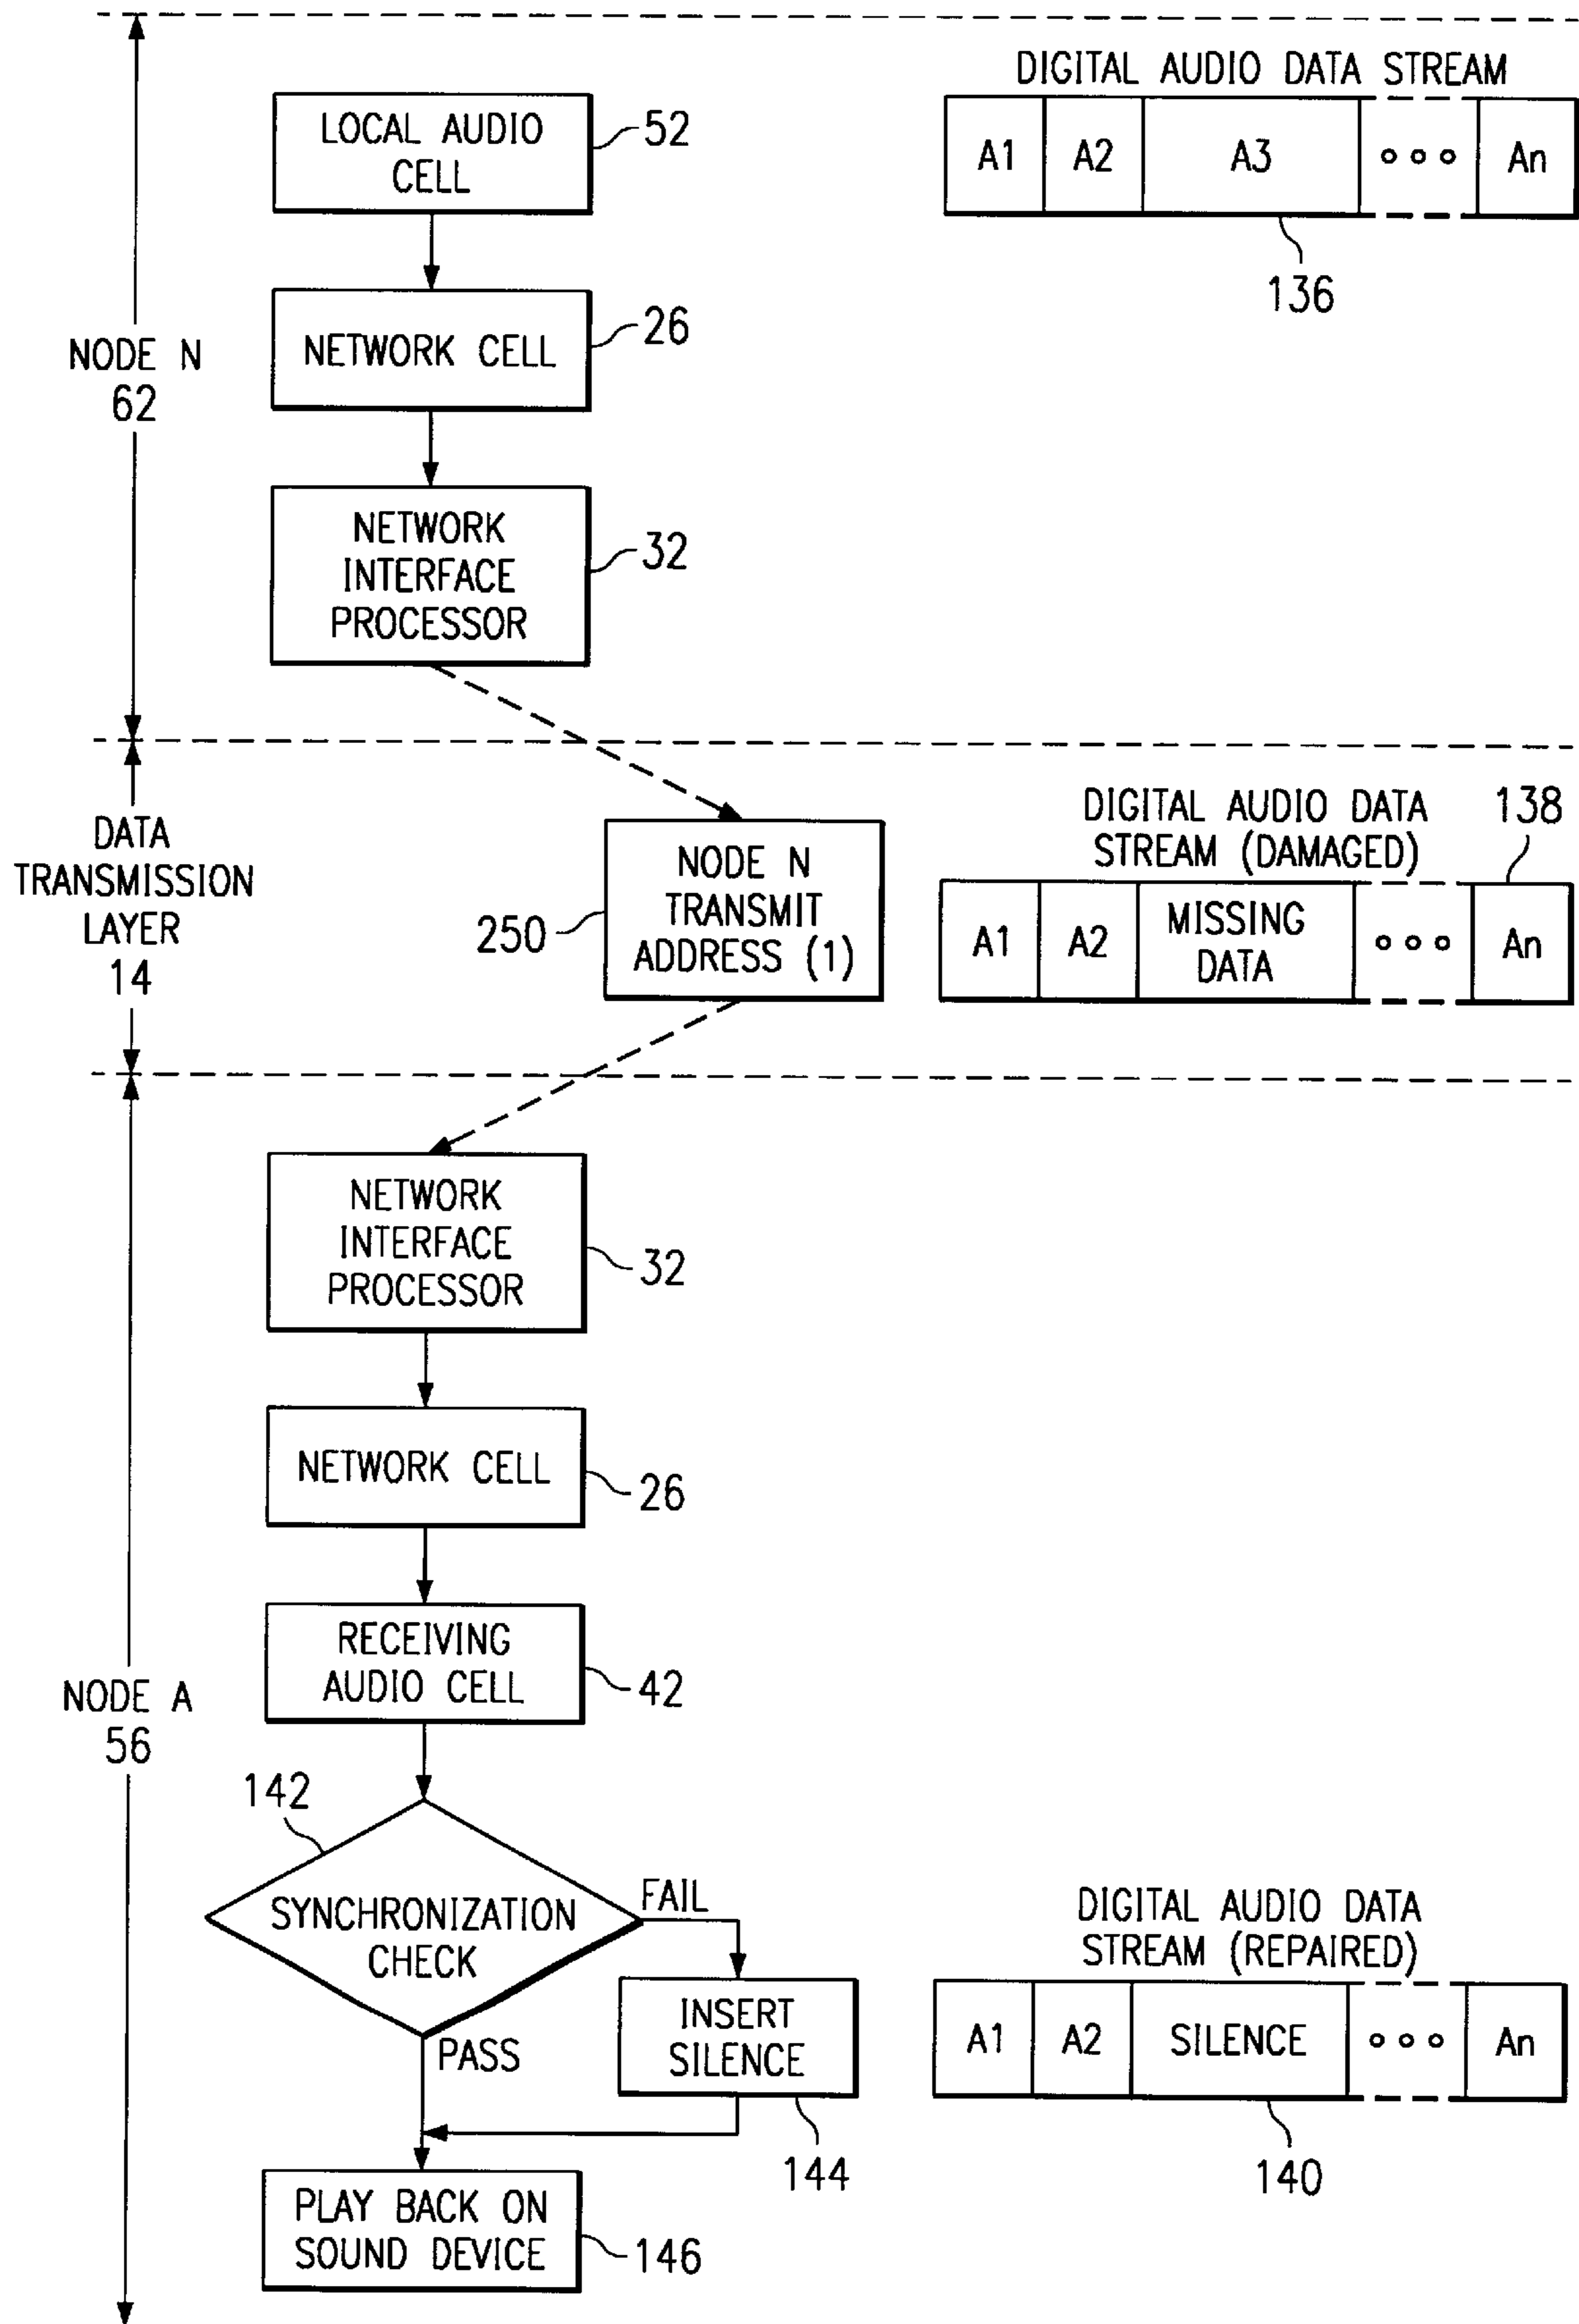 DIGITAL AUDIO DATA STREAM
LOCAL AUDIO
CELL
52
A1 A2 A3 An
136
NETWORK CELL
26
NODE N
62
NETWORK
INTERFACE
PROCESSOR
32
DATA
TRANSMISSION
LAYER
14
NODE N
TRANSMIT
ADDRESS (1)
250
DIGITAL AUDIO DATA
STREAM (DAMAGED)
138
A1 A2 MISSING
DATA
An
NETWORK
INTERFACE
PROCESSOR
32
NETWORK CELL
26
RECEIVING
AUDIO CELL
42
NODE A
56
142
SYNCHRONIZATION
CHECK
FAIL
PASS
INSERT
SILENCE
144
DIGITAL AUDIO DATA
STREAM (REPAIRED)
A1 A2 SILENCE An
140
PLAY BACK ON
SOUND DEVICE
146